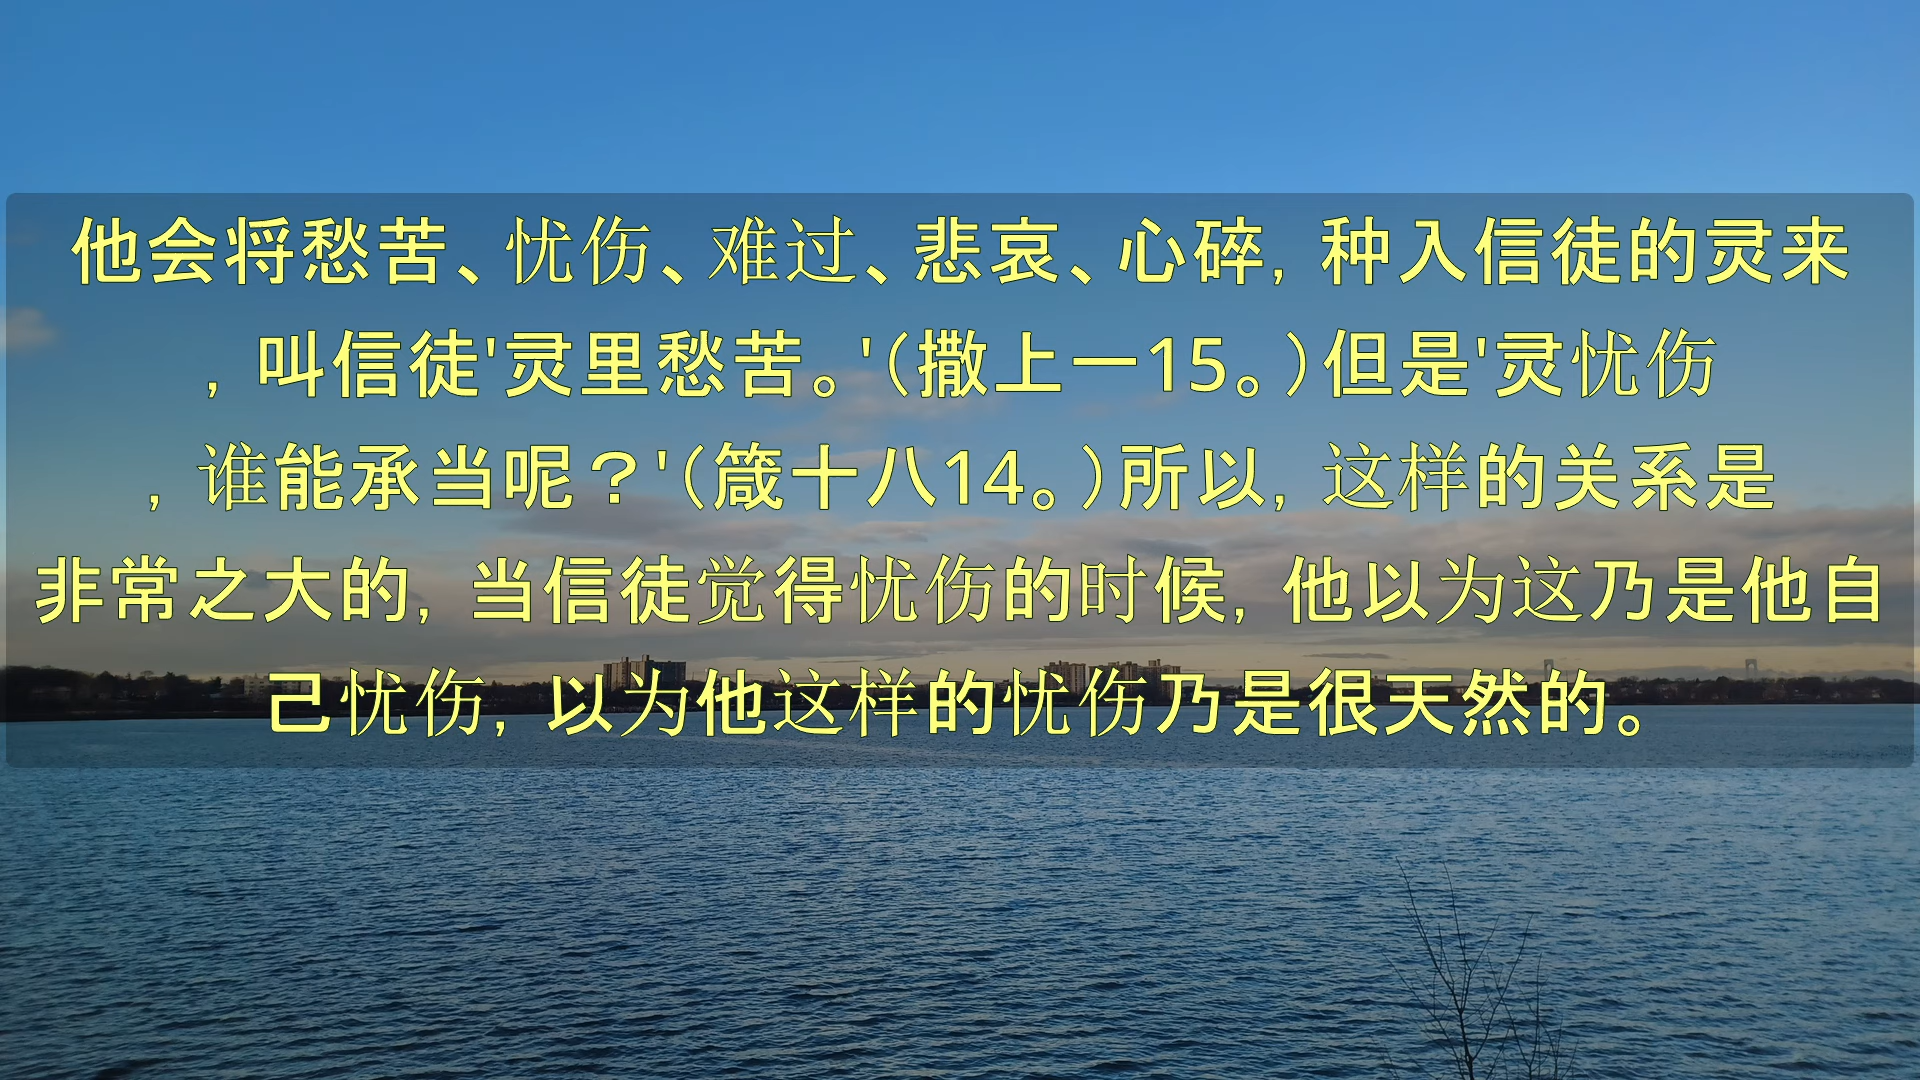 他会将愁苦、忧伤、难过、悲哀、心碎, 种入信徒的灵来
, 叫信徒'灵里愁苦。'(撒上一15。)但是'灵忧伤
, 谁能承当呢？'(箴十八14。)所以, 这样的关系是
非常之大的, 当信徒觉得忧伤的时候, 他以为这乃是他自
己忧伤, 以为他这样的忧伤乃是很天然的。